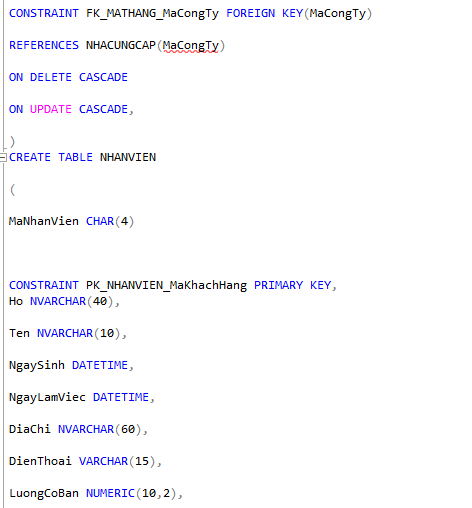 CONSTRAINT FK_MATHANG_MaCongTy FOREIGN KEY(MaCongTy)
REFERENCES NHACUNGCAP(MaCongTy)
ON DELETE CASCADE
ON UPDATE CASCADE,
)
CREATE TABLE NHANVIEN
(
MaNhanVien CHAR(4)
CONSTRAINT PK_NHANVIEN_MaKhachHang PRIMARY KEY,
Ho NVARCHAR(40),
Ten NVARCHAR(10),
NgaySinh DATETIME,
NgayLamViec DATETIME,
DiaChi NVARCHAR(60),
DienThoai VARCHAR(15),
LuongCoBan NUMERIC(10,2),